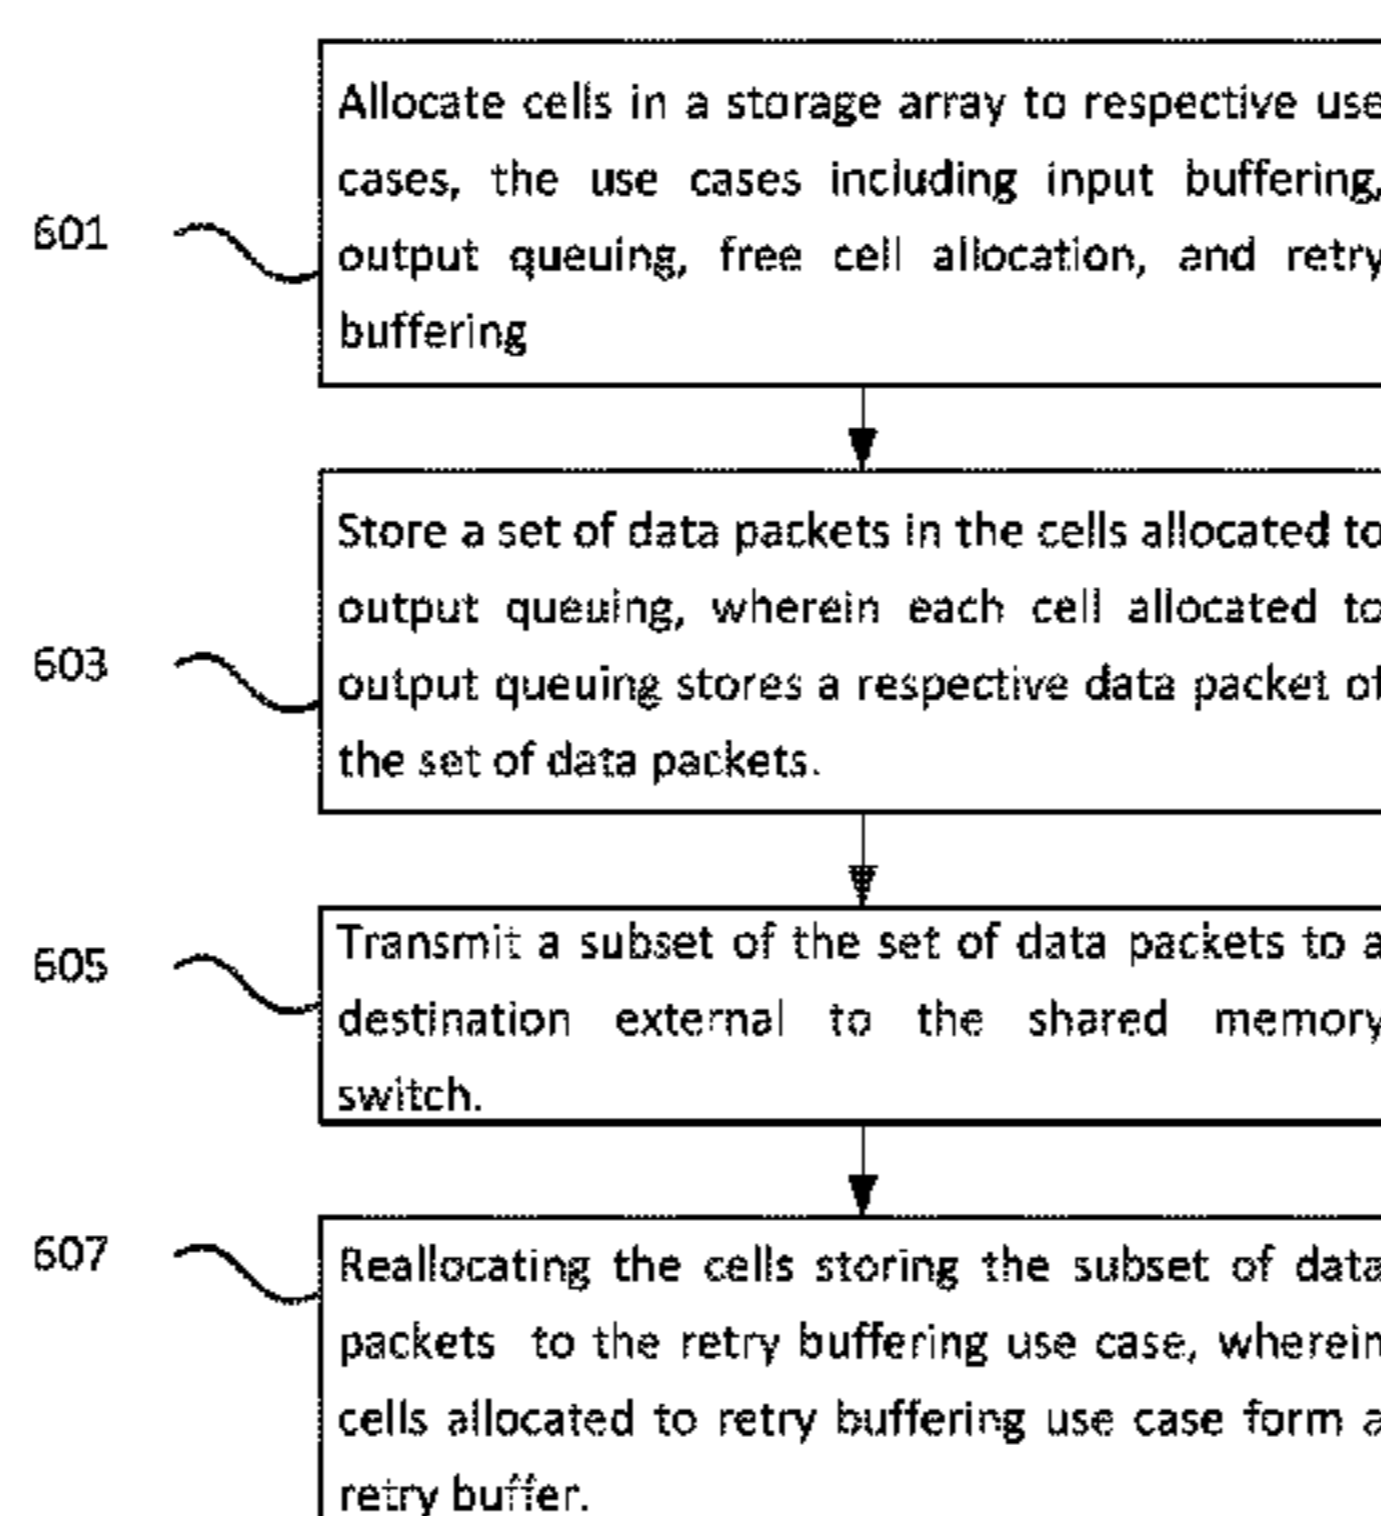 Allocate cells in a storage array to respective use
cases, the use cases including input buffering,
601
output queuing, free cell allocation, and retry
buffering
Store a set of data packets in the cells allocated to
output queuing, wherein each cell allocated to
603
output queuing stores a respective data packet of
the set of data packets.
605
Transmit a subset of the set of data packets to a
destination external to the shared memory
switch.
607
Reallocating the cells storing the subset of data
packets to the retry buffering use case, wherein
cells allocated to retry buffering use case form a
retry buffer.